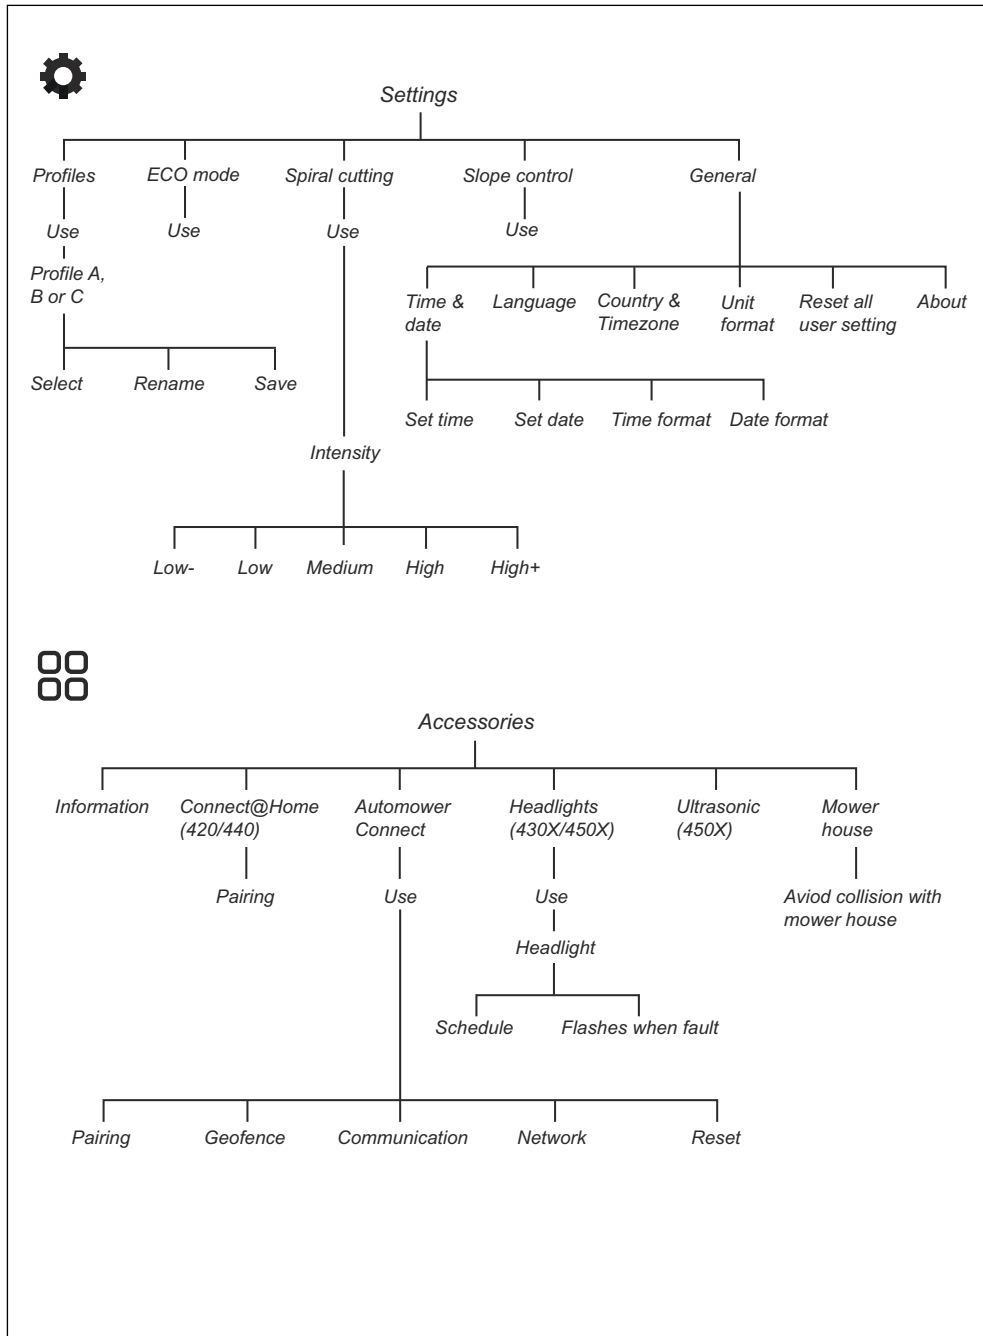 Settings
Profiles
ECO mode
Spiral cutting
Slope control
General
Use
Use
Use
Use
Profile A,
B or C
Time &
date
Language
Country &
Timezone
Unit
format
Reset all
user setting
About
Select
Rename
Save
Set time
Set date
Time format
Date format
Intensity
Low-
Low
Medium
High
High+
Accessories
Information
Connect@Home
(420/440)
Automower
Connect
Headlights
(430X/450X)
Ultrasonic
(450X)
Mower
house
Pairing
Use
Use
Aviod collision with
mower house
Headlight
Schedule
Flashes when fault
Pairing
Geofence
Communication
Network
Reset